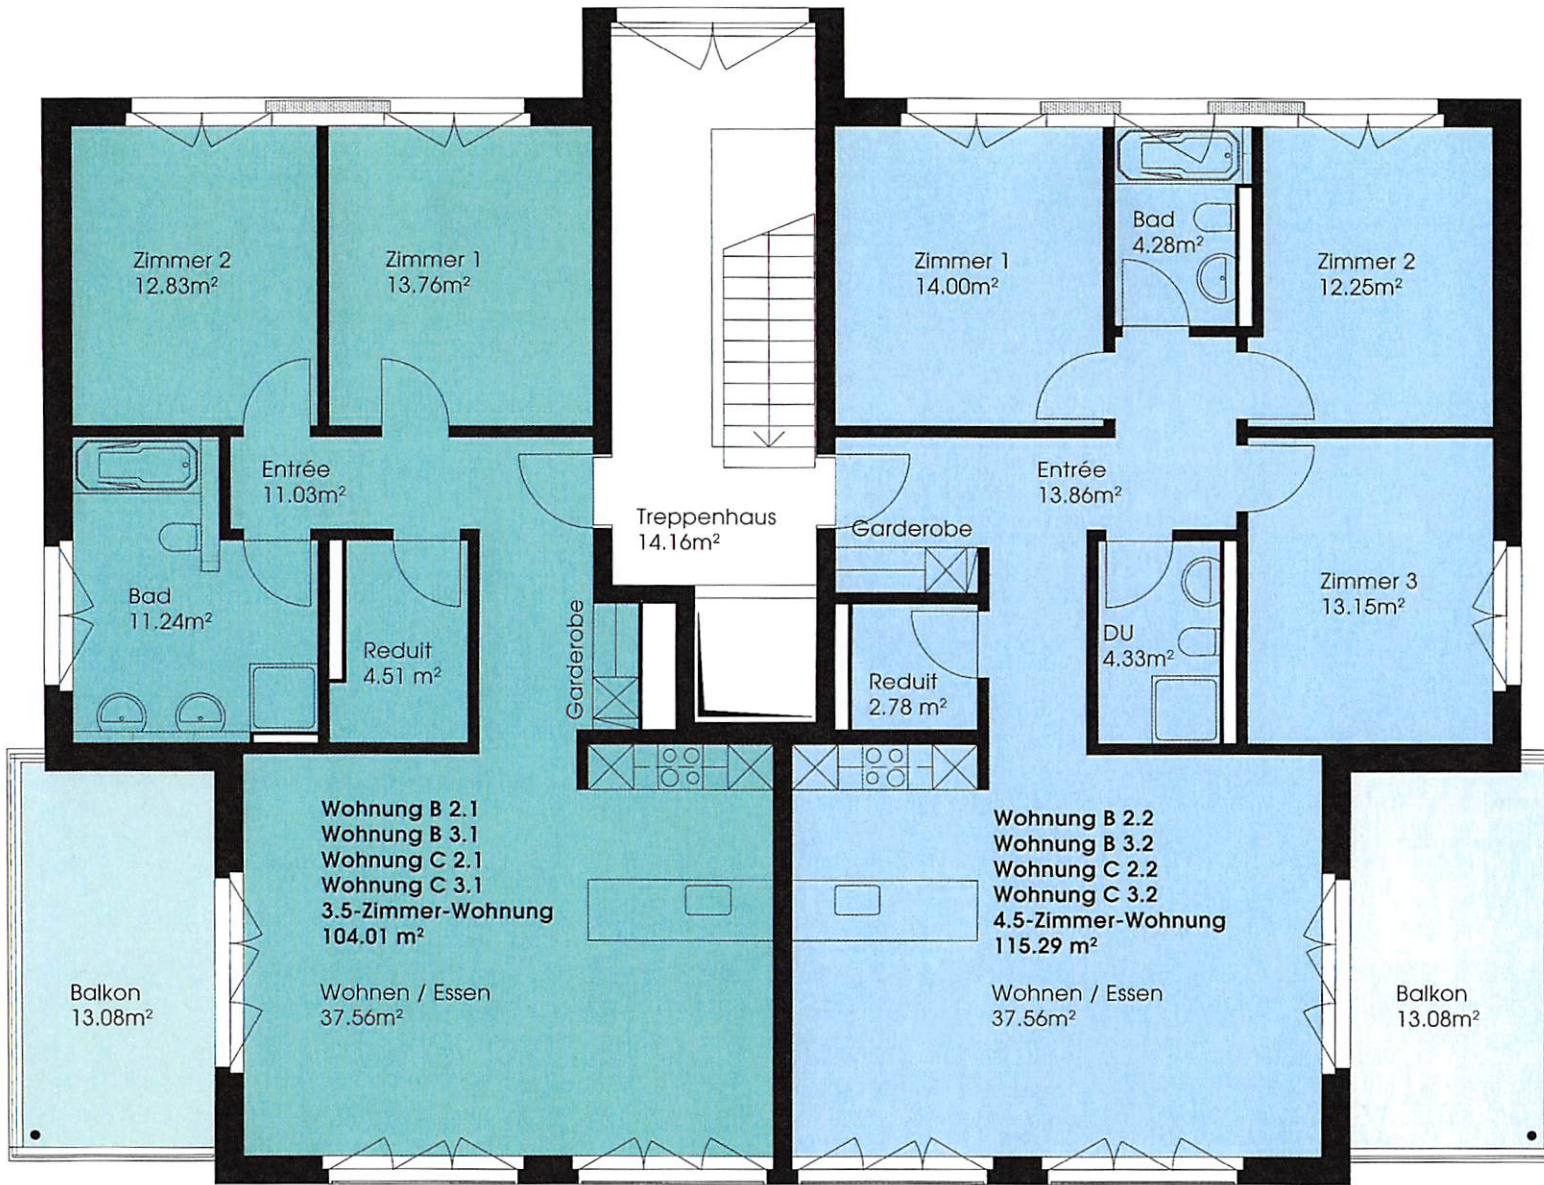 Zimmer 2
12.83m²
Zimmer 1
13.76m²
Entrée
11.03m²
Bad
11.24m²
Reduit
4.51 m²
Garderobe
Wohnung B 2.1
Wohnung B 3.1
Wohnung C 2.1
Wohnung C 3.1
3.5-Zimmer-Wohnung
104.01 m²
Wohnen / Essen
37.56m²
Balkon
13.08m²
Treppenhaus
14.16m²
Zimmer 1
14.00m²
Bad
4.28m²
Zimmer 2
12.25m²
Entrée
13.86m²
Garderobe
Zimmer 3
13.15m²
DU
4.33m²
Reduit
2.78 m²
Wohnung B 2.2
Wohnung B 3.2
Wohnung C 2.2
Wohnung C 3.2
4.5-Zimmer-Wohnung
115.29 m²
Wohnen / Essen
37.56m²
Balkon
13.08m²